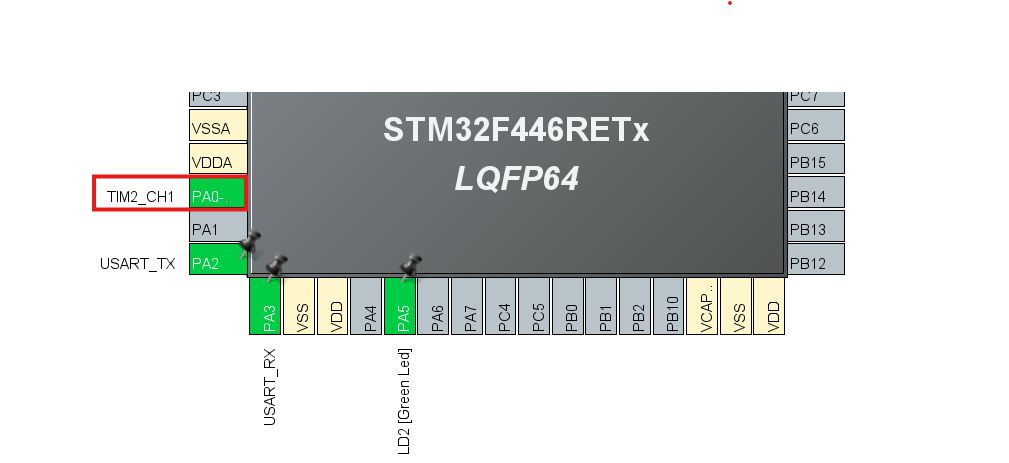 PC3
VSSA
VDDA
TIM2_CH1
PA0-..
PA1
USART_TX
PA2
STM32F446RETx
LQFP64
PC7
PC6
PB15
PB14
PB13
PB12
PA3
VSS
VDD
PA4
PA5
PA6
PA7
PC4
PC5
PB0
PB1
PB2
PB10
VCAP..
VSS
VDD
USART_RX
LD2 [Green Led]